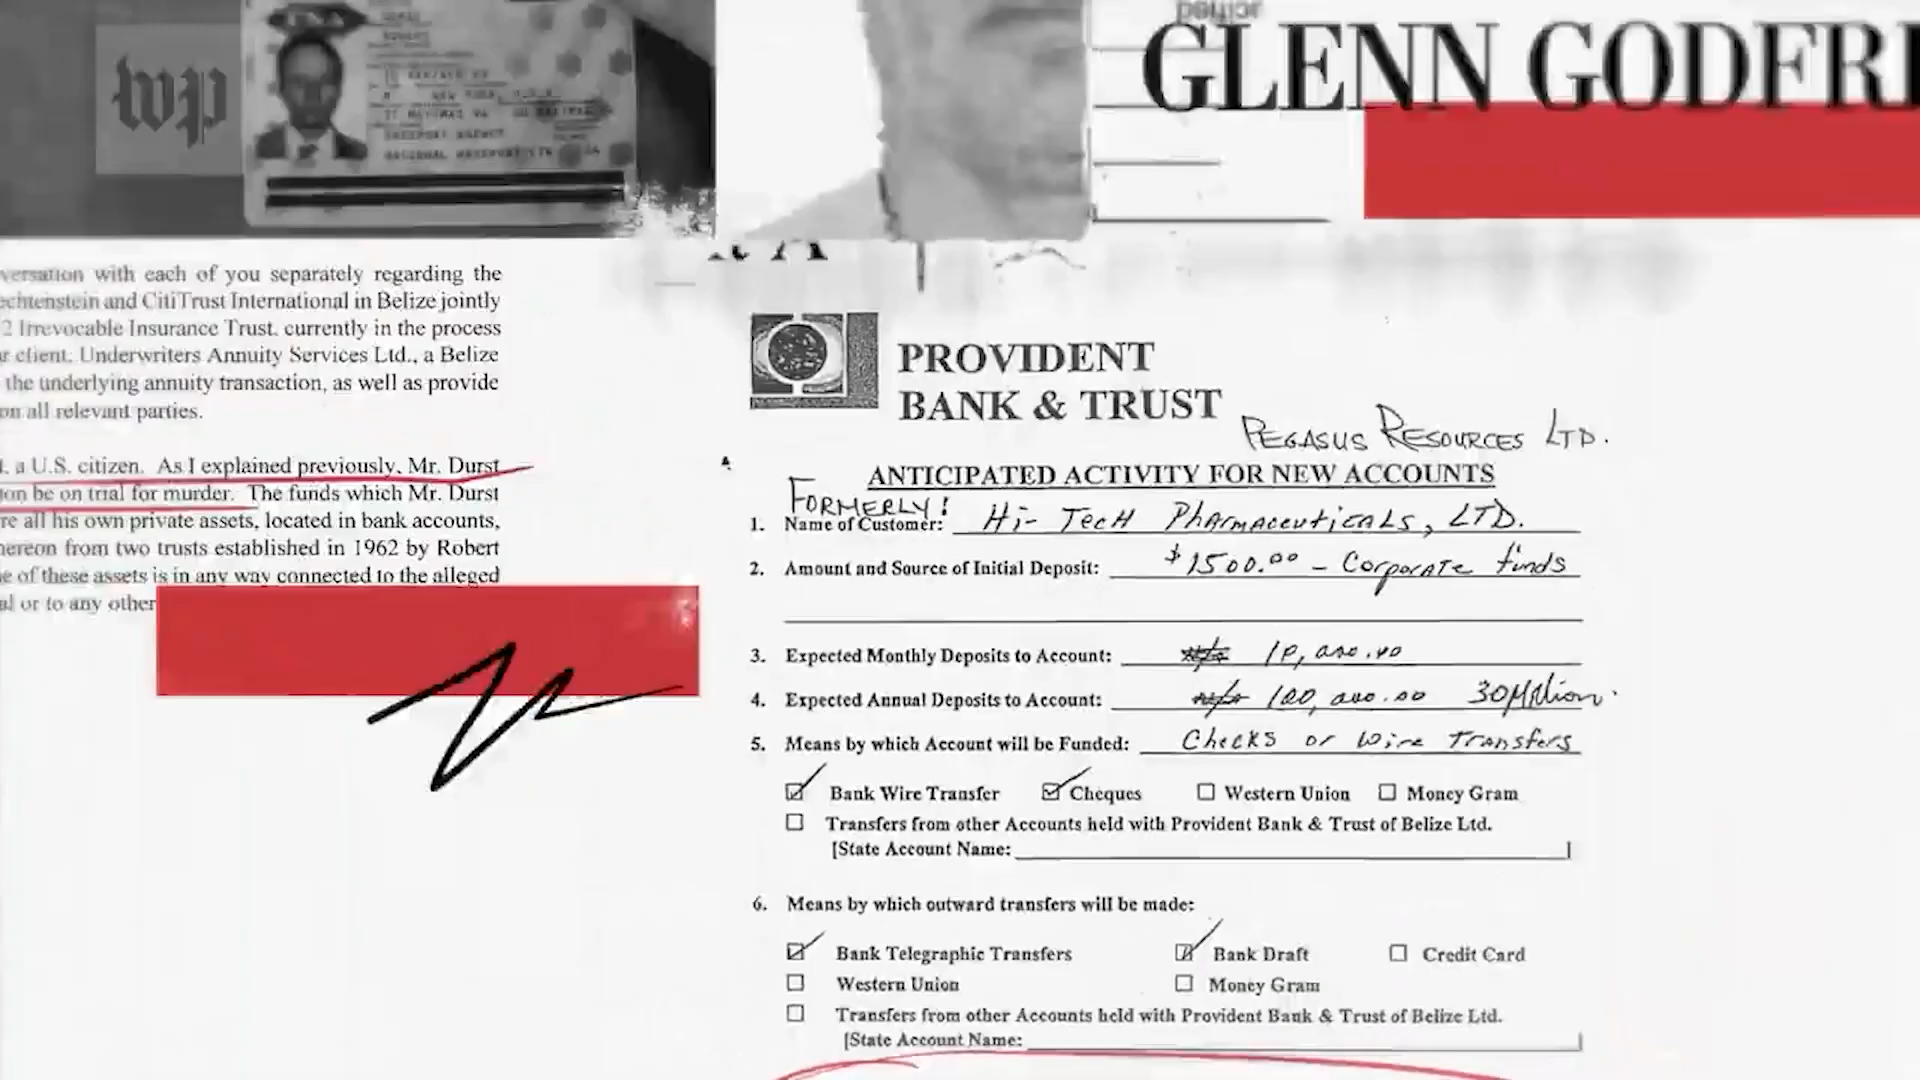 wp
GLENN GODFR
versation with each of you separately regarding the
echtenstein and CitiTrust International in Belize jointly
2 Irrevocable Insurance Trust. currently in the process
r client. Underwriters Annuity Services Ltd., a Belize
the underlying annuity transaction, as well as provide
on all relevant parties.
a U.S. citizen. As I explained previously. Mr. Durst
on be on trial for murder. The funds which Mr. Durst
re all his own private assets, located in bank accounts,
hereon from two trusts established in 1962 by Robert
e of these assets is in any way connected to the alleged
al or to any other
PROVIDENT
BANK & TRUST
PEGASUS RESOURCES LTD.
ANTICIPATED ACTIVITY FOR NEW ACCOUNTS
FORMERLY!
1. Name of Customer: Hi-Tech Pharmaceuticals, LTD.
2. Amount and Source of Initial Deposit: $1500.00 - Corporate funds
3. Expected Monthly Deposits to Account: 10,000.00
4. Expected Annual Deposits to Account: 100,000.00 30 Million.
5. Means by which Account will be Funded: Checks or Wire Transfers
Bank Wire Transfer Cheques Western Union Money Gram
Transfers from other Accounts held with Provident Bank & Trust of Belize Ltd.
[State Account Name: ]
6. Means by which outward transfers will be made:
Bank Telegraphic Transfers Bank Draft Credit Card
Western Union Money Gram
Transfers from other Accounts held with Provident Bank & Trust of Belize Ltd.
[State Account Name: ]